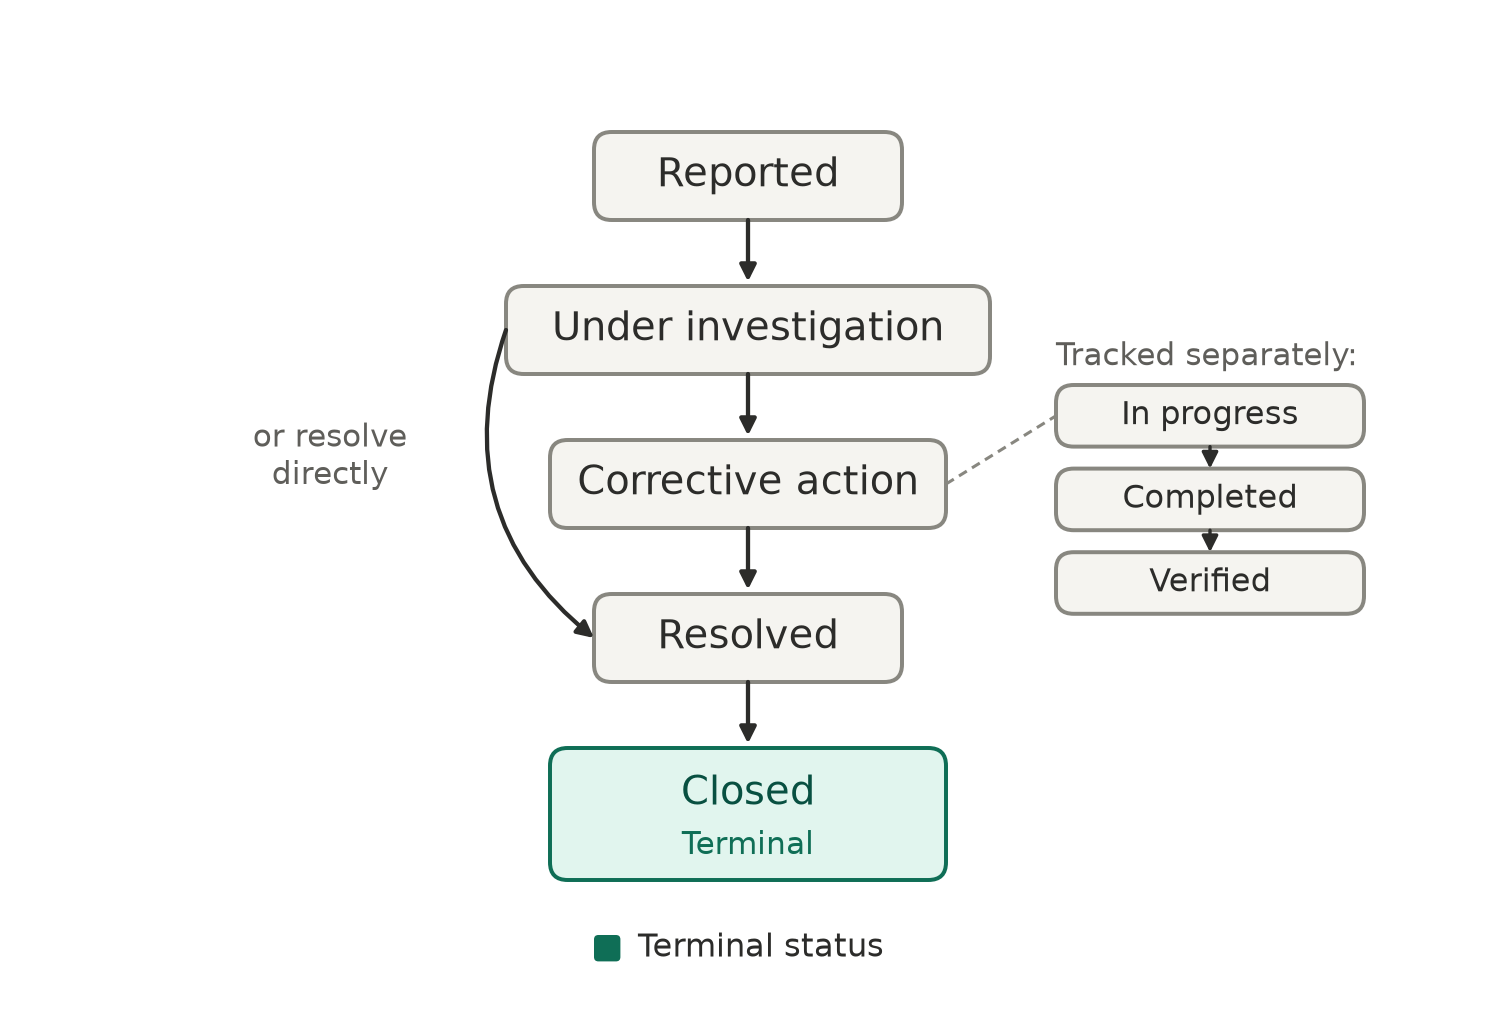 Reported
Under investigation
Tracked separately:
In progress
or resolve
directly
Corrective action
Completed
Verified
Resolved
Closed
Terminal
Terminal status